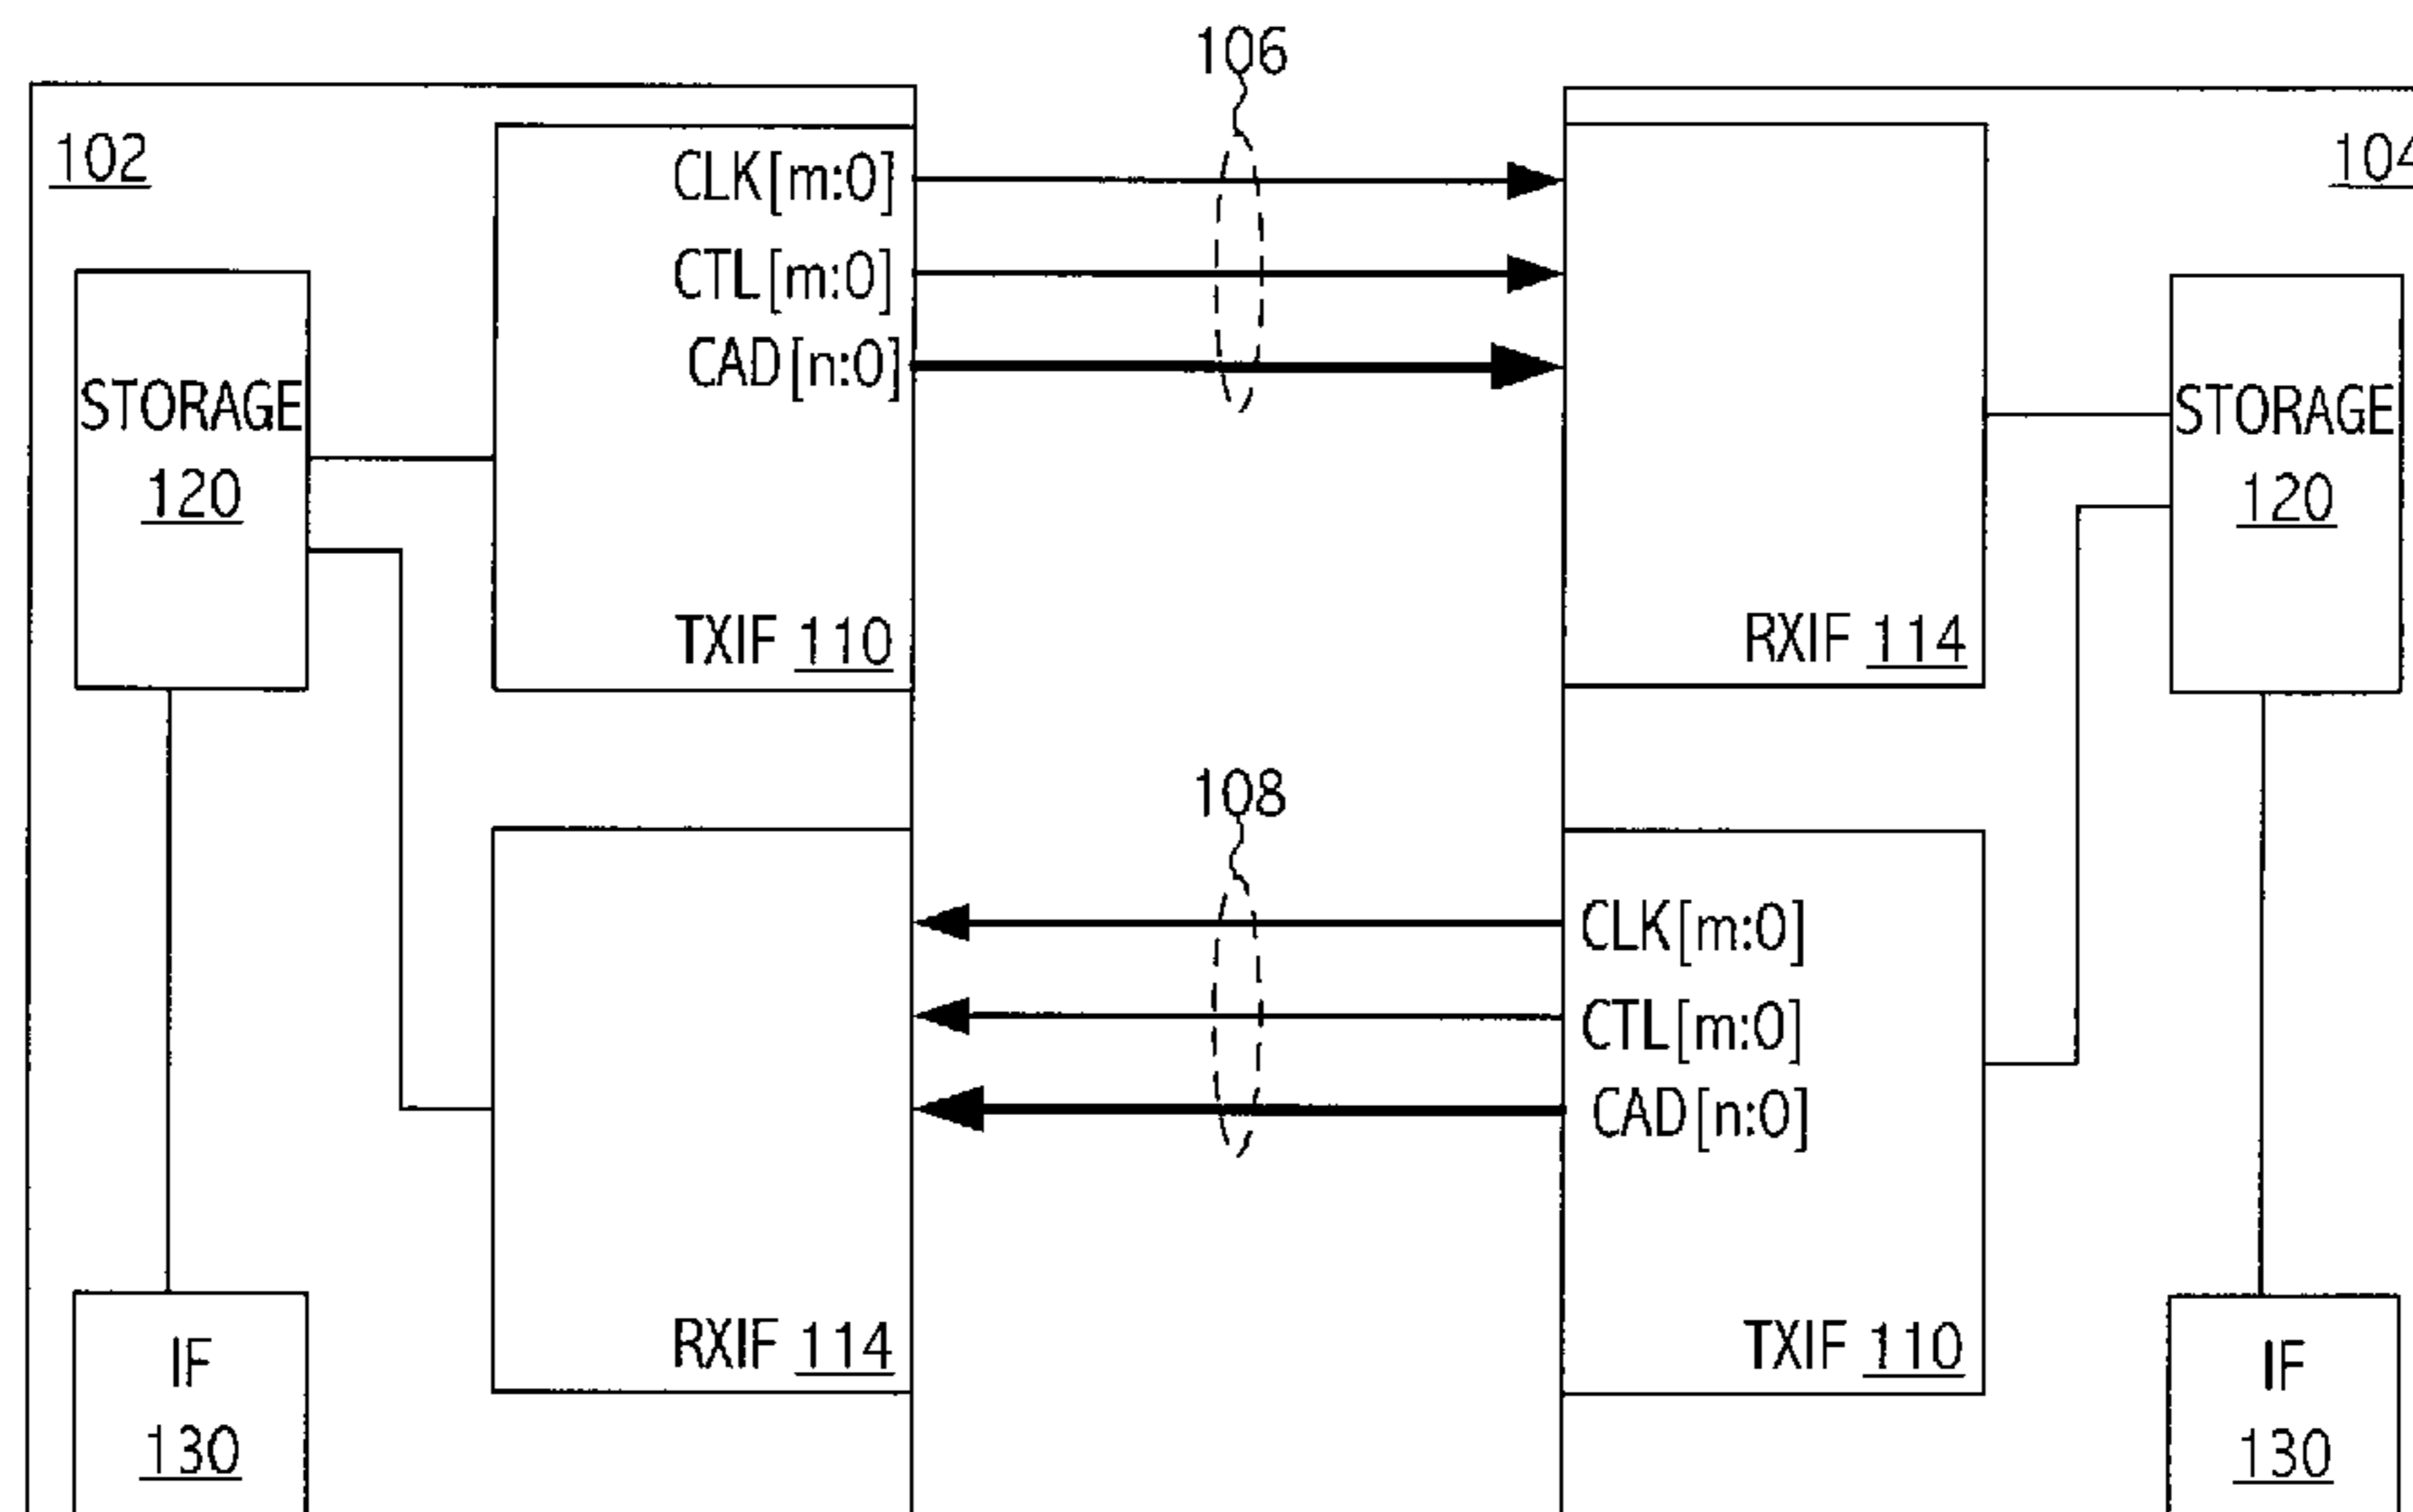 106
102
104
CLK[m:0]
CTL[m:0]
CAD[n:0]
STORAGE
120
STORAGE
120
TXIF 110
RXIF 114
108
CLK[m:0]
CTL[m:0]
CAD[n:0]
RXIF 114
TXIF 110
IF
130
IF
130